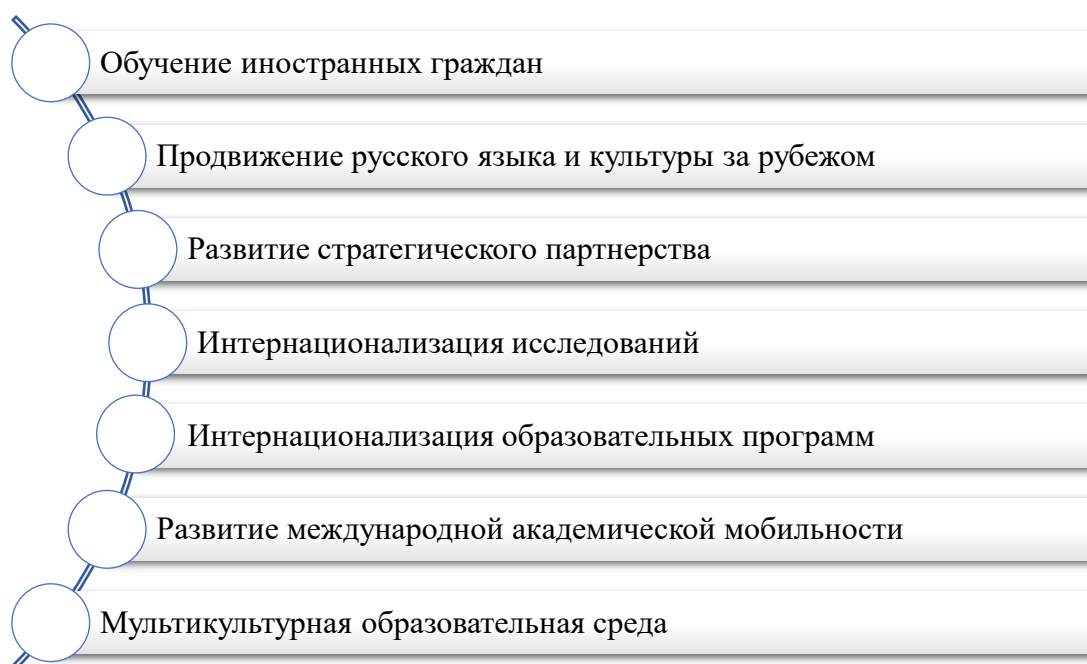 Обучение иностранных граждан
Продвижение русского языка и культуры за рубежом
Развитие стратегического партнерства
Интернационализация исследований
Интернационализация образовательных программ
Развитие международной академической мобильности
Мультикультурная образовательная среда